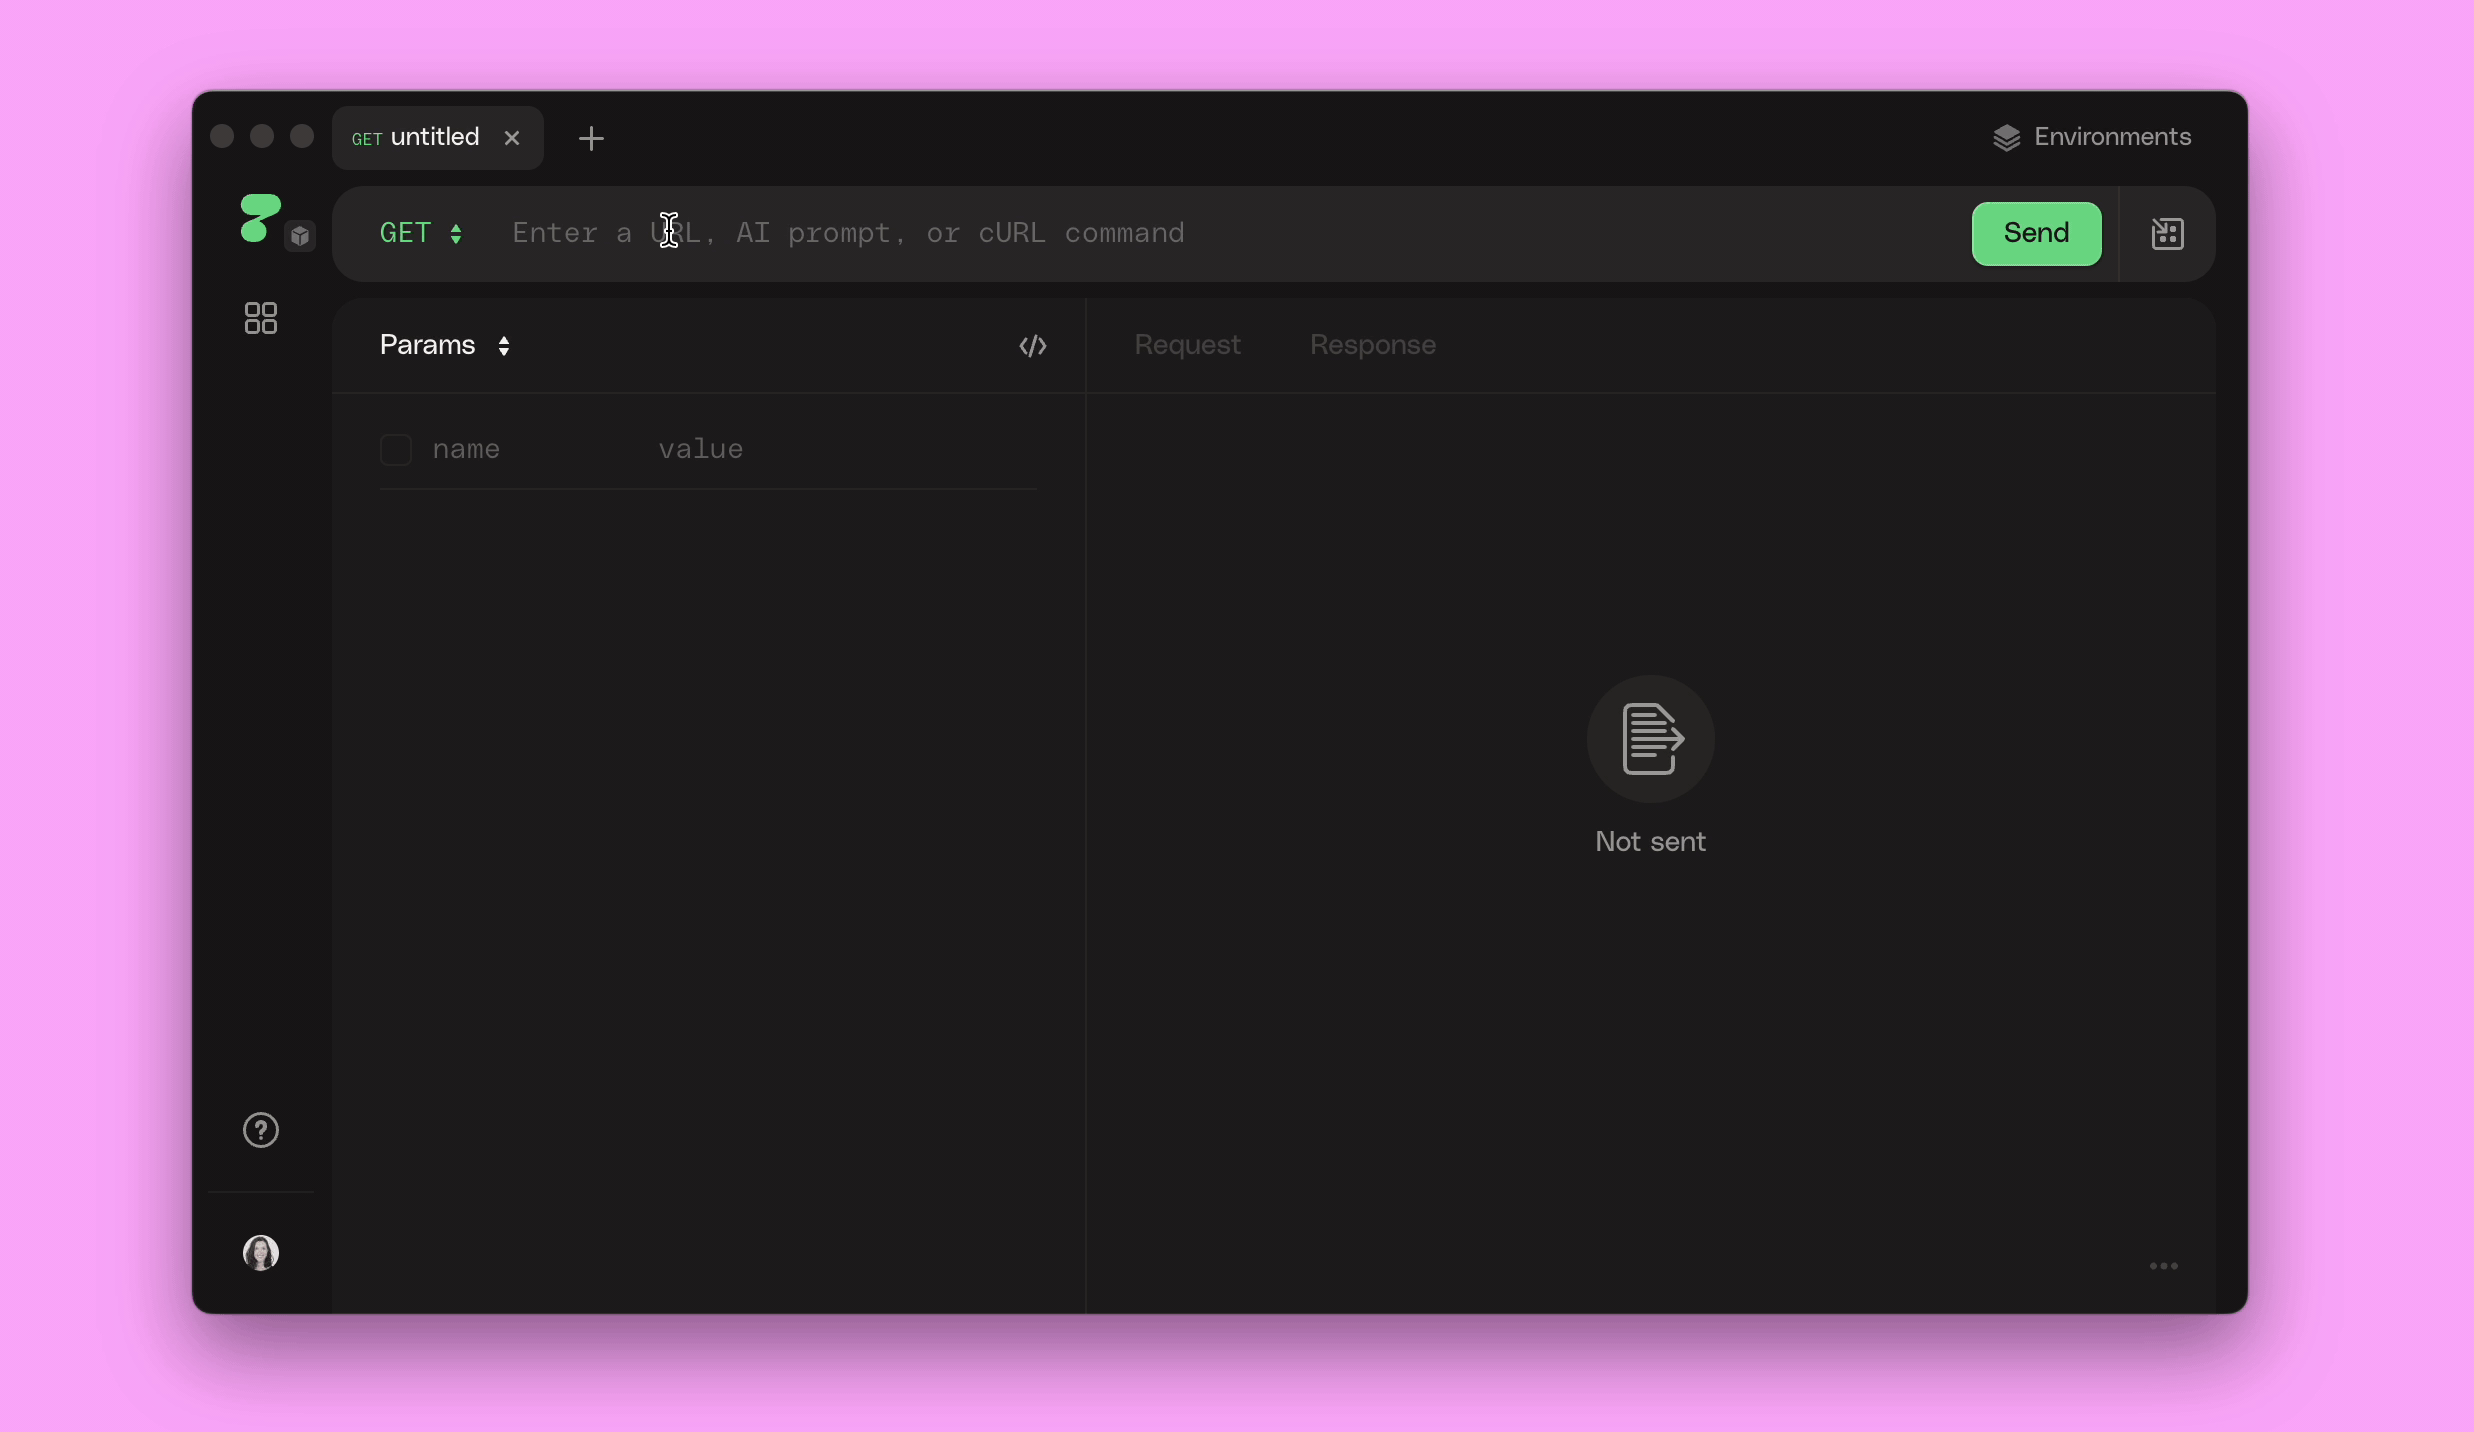 GET untitled
Environments
GET Enter a URL, AI prompt, or cURL command
Send
Params
Request Response
name value
Not sent